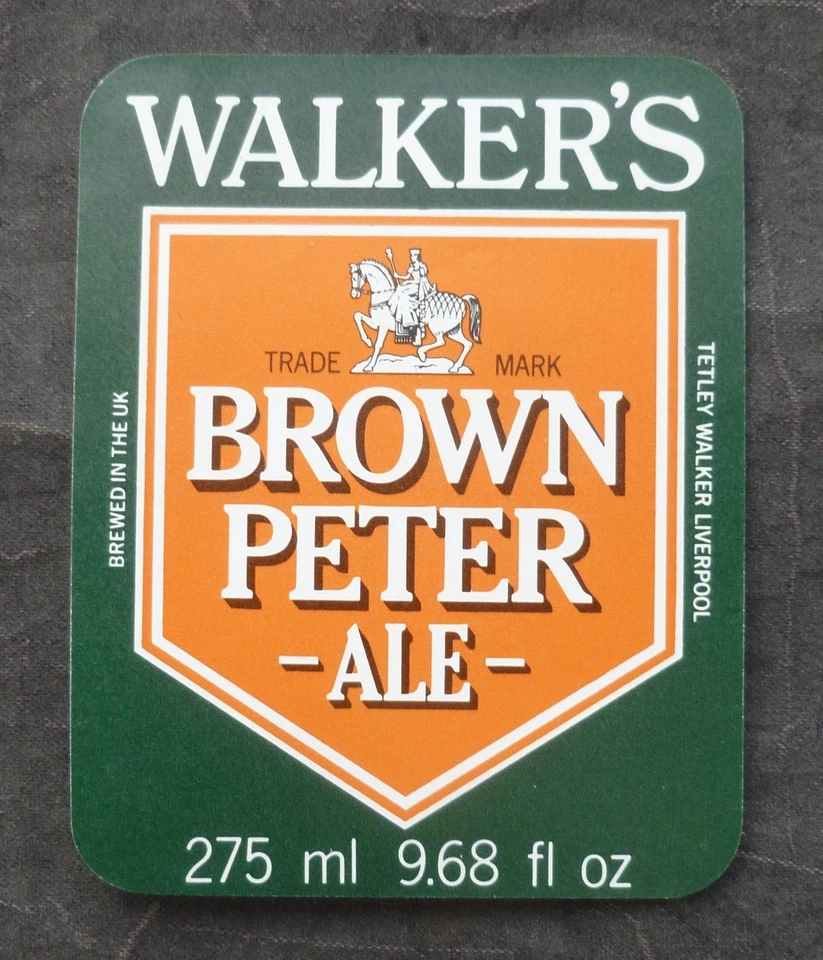 WALKER'S
TRADE MARK
BROWN
PETER
-ALE-
BREWED IN THE UK
TETLEY WALKER LIVERPOOL
275 ml 9.68 fl oz